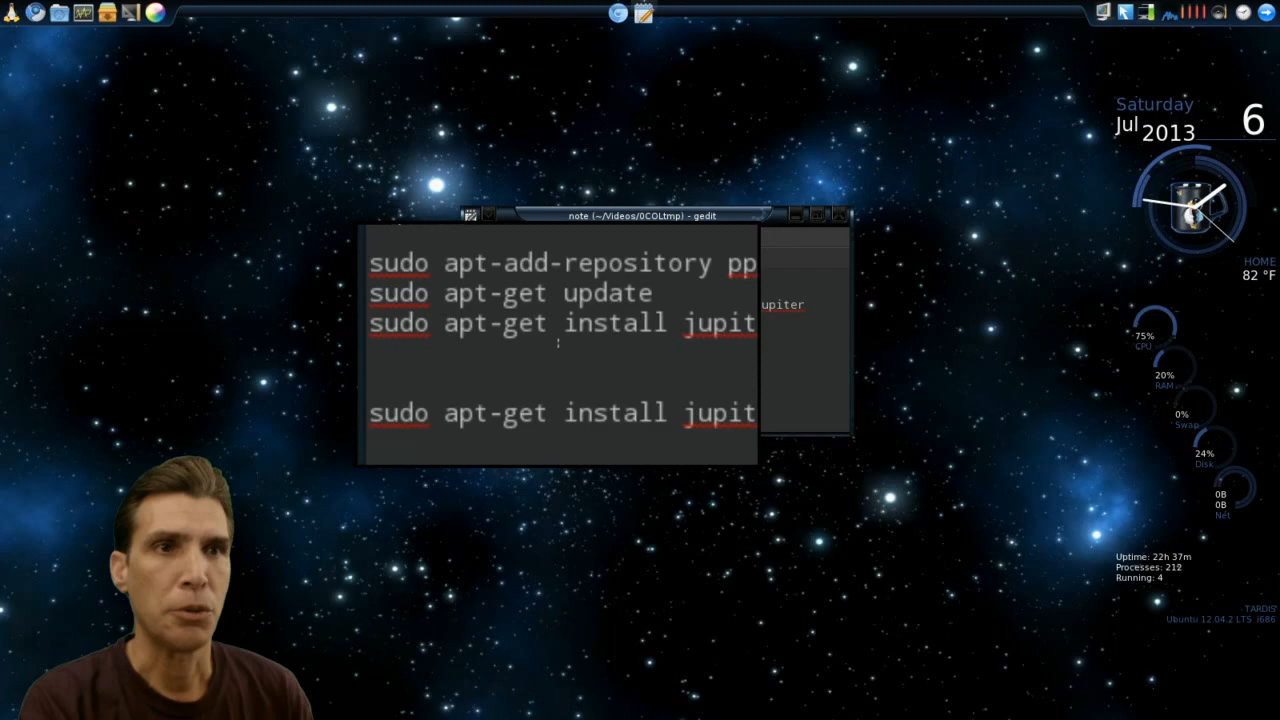 note (~/Videos/0COLtmp) - gedit
sudo apt-add-repository pp
sudo apt-get update
sudo apt-get install jupit
upiter
sudo apt-get install jupit
Saturday
Jul 2013 6
HOME
82 °F
75%
CPU
20%
RAM
0%
Swap
24%
Disk
0B
0B
Net
Uptime: 22h 37m
Processes: 212
Running: 4
TARDIS
Ubuntu 12.04.2 LTS i686